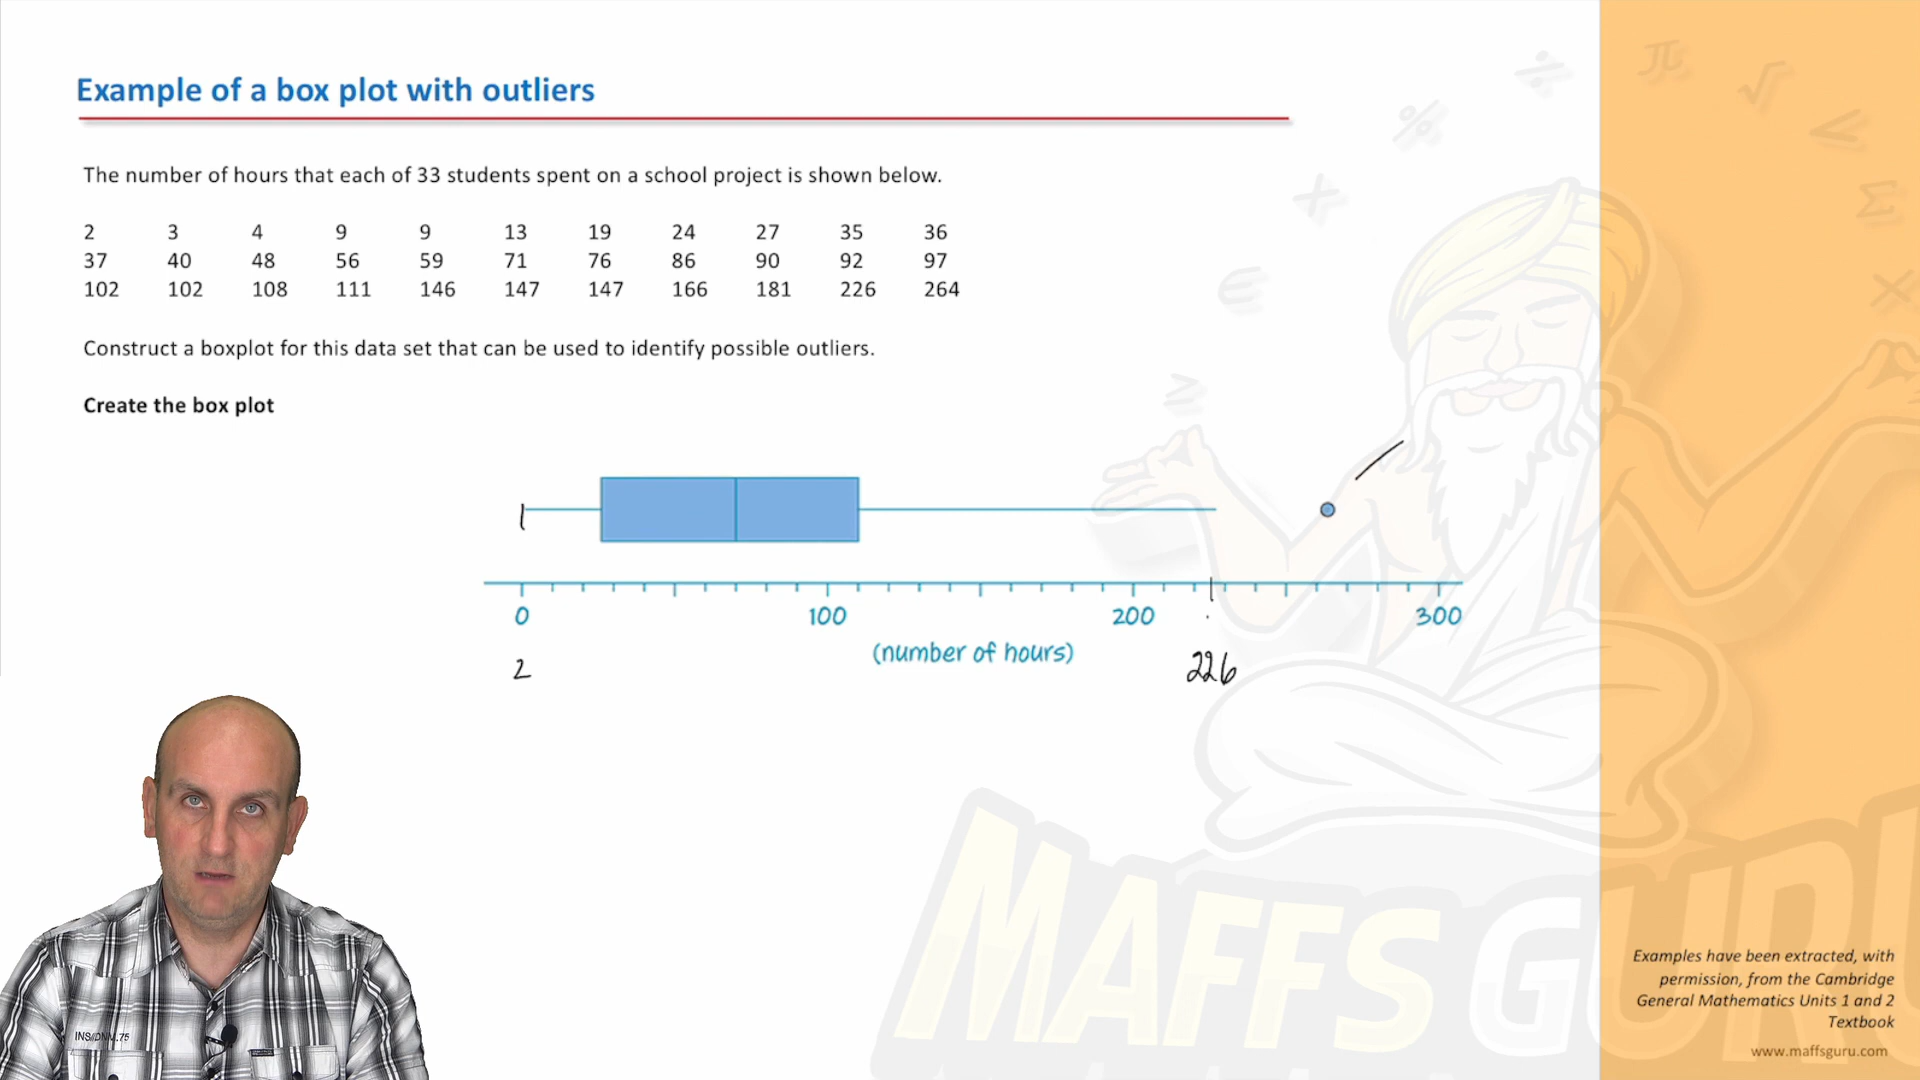 Example of a box plot with outliers
The number of hours that each of 33 students spent on a school project is shown below.
2 3 4 9 9 13 19 24 27 35 36
37 40 48 56 59 71 76 86 90 92 97
102 102 108 111 146 147 147 166 181 226 264
Construct a boxplot for this data set that can be used to identify possible outliers.
Create the box plot
0 100 200 300
(number of hours)
2 226
MAFFS GURU
Examples have been extracted, with
permission, from the Cambridge
General Mathematics Units 1 and 2
Textbook
www.maffsguru.com